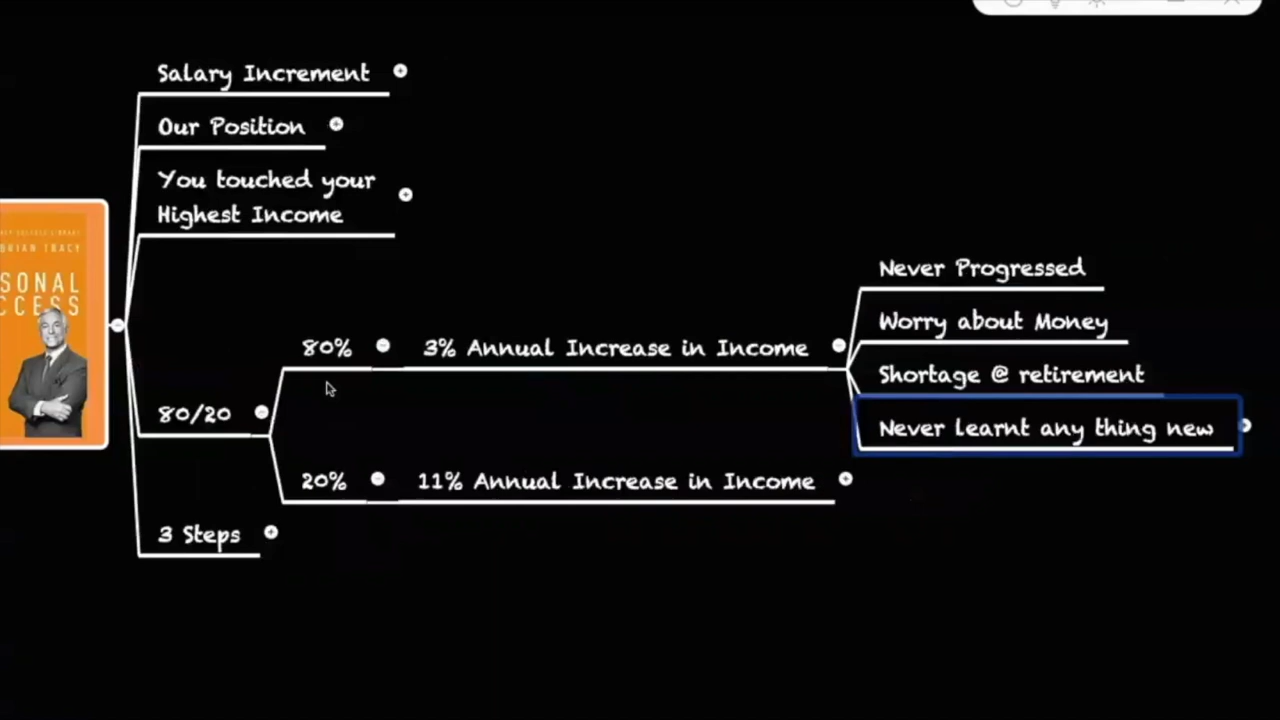 Salary Increment
Our Position
You touched your
Highest Income
BRIAN TRACY
SONAL
CCESS
80/20
80%
3% Annual Increase in Income
Never Progressed
Worry about Money
Shortage @ retirement
Never learnt any thing new
20%
11% Annual Increase in Income
3 Steps